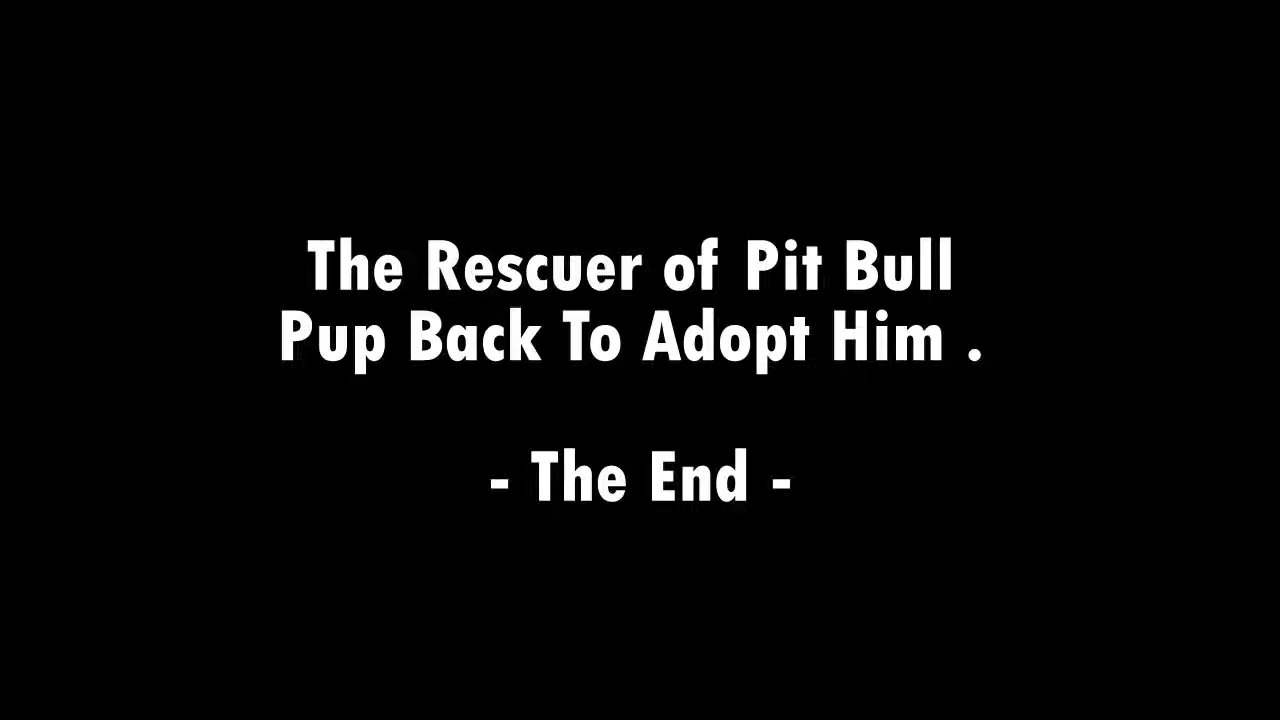 The Rescuer of Pit Bull
Pup Back To Adopt Him .
- The End -